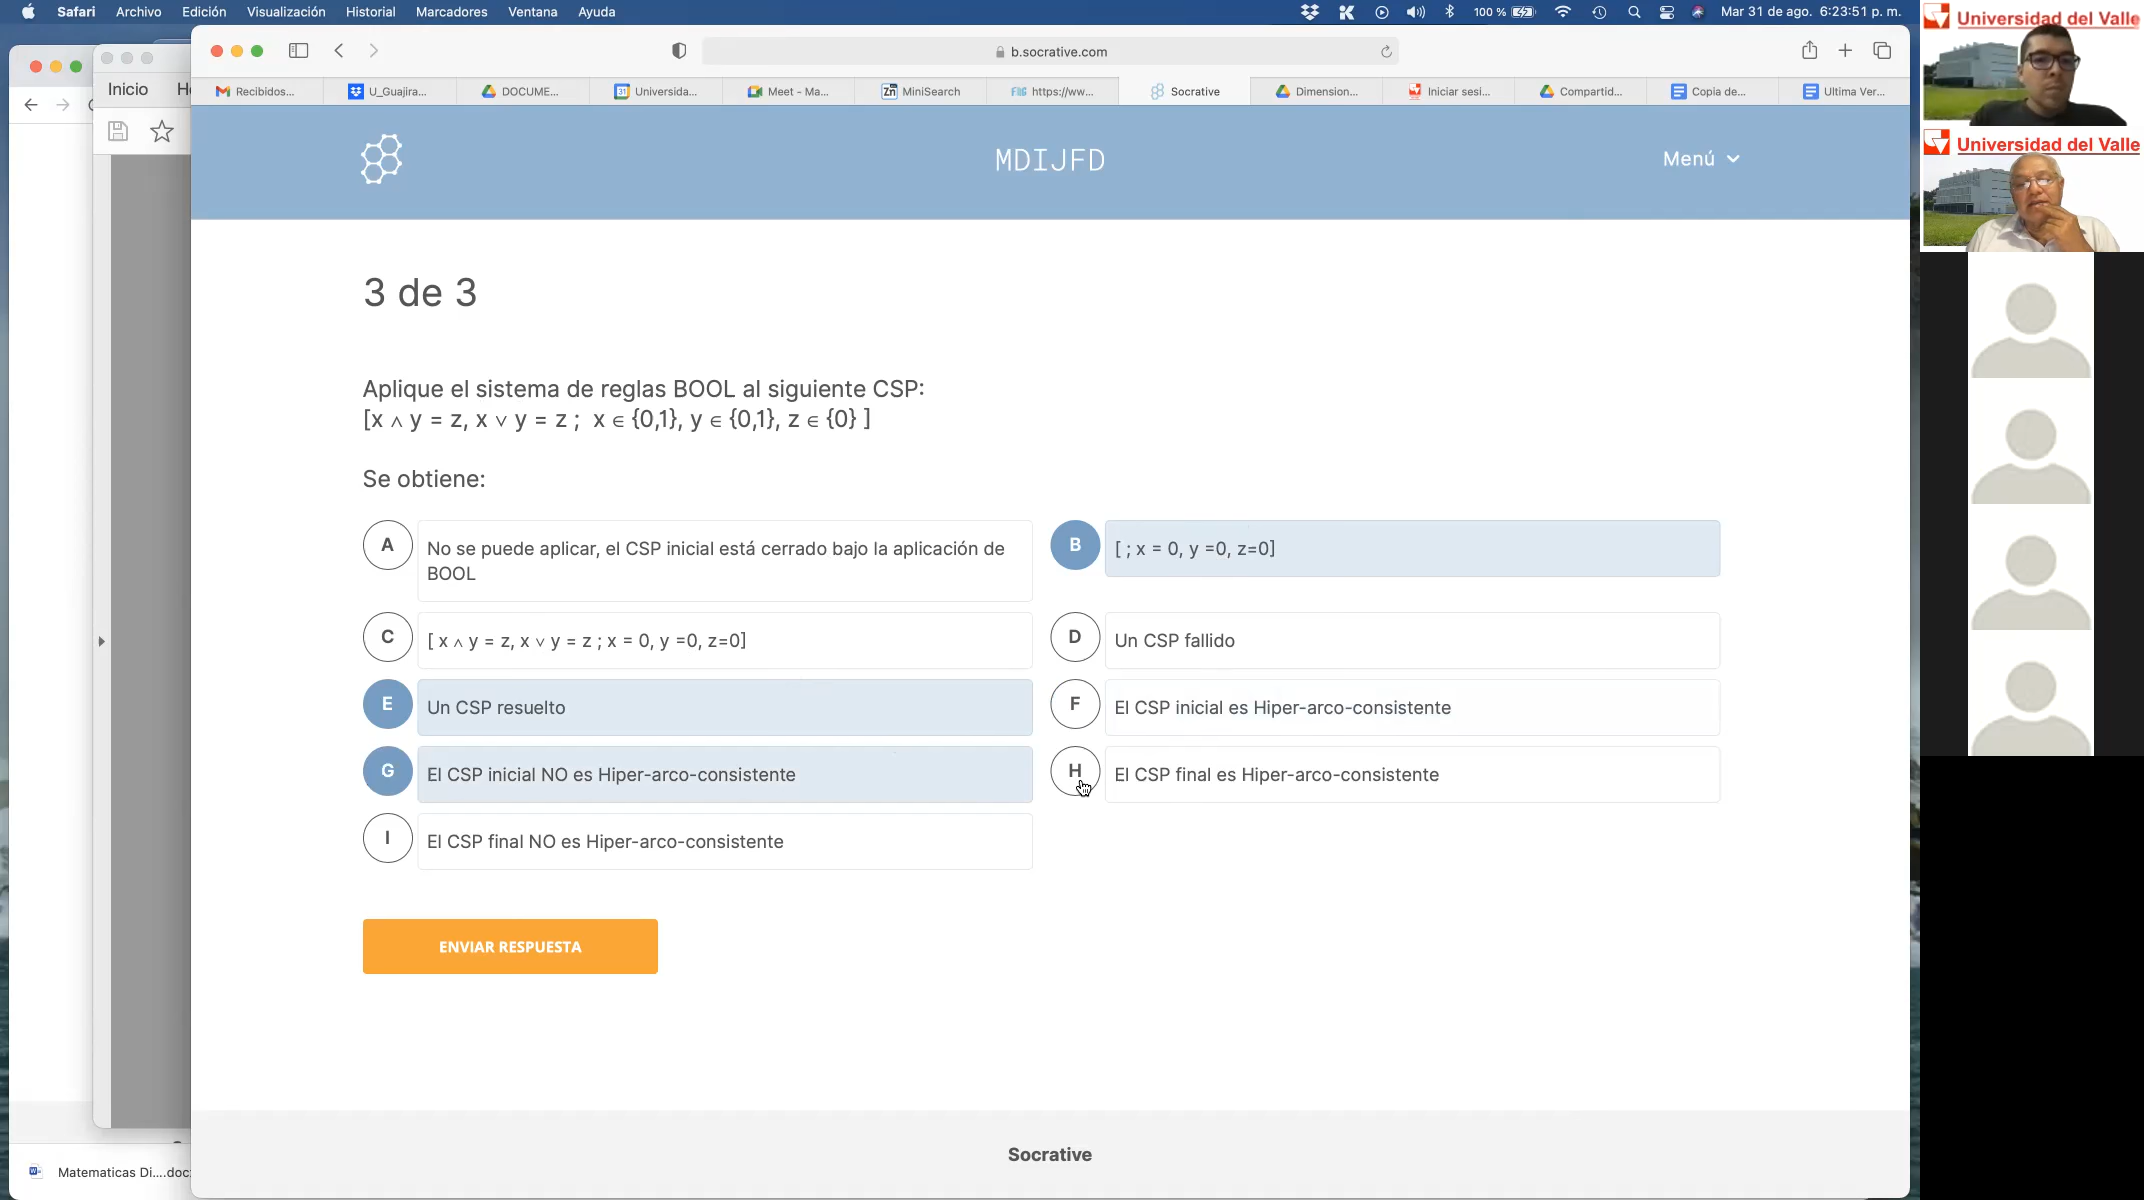 Safari Archivo Edición Visualización Historial Marcadores Ventana Ayuda 100 % Mar 31 de ago. 6:23:51 p. m.
Universidad del Valle
Universidad del Valle
Inicio
b.socrative.com
Recibidos... U_Guajira... DOCUME... Universida... Meet - Ma... MiniSearch https://ww... Socrative Dimension... Iniciar sesi... Compartid... Copia de... Ultima Ver...
MDIJFD
Menú
3 de 3
Aplique el sistema de reglas BOOL al siguiente CSP:
[x ∧ y = z, x ∨ y = z ; x ∈ {0,1}, y ∈ {0,1}, z ∈ {0} ]
Se obtiene:
A No se puede aplicar, el CSP inicial está cerrado bajo la aplicación de
BOOL
B [ ; x = 0, y =0, z=0]
C [ x ∧ y = z, x ∨ y = z ; x = 0, y =0, z=0]
D Un CSP fallido
E Un CSP resuelto
F El CSP inicial es Hiper-arco-consistente
G El CSP inicial NO es Hiper-arco-consistente
H El CSP final es Hiper-arco-consistente
I El CSP final NO es Hiper-arco-consistente
ENVIAR RESPUESTA
Socrative
Matematicas Di....doc